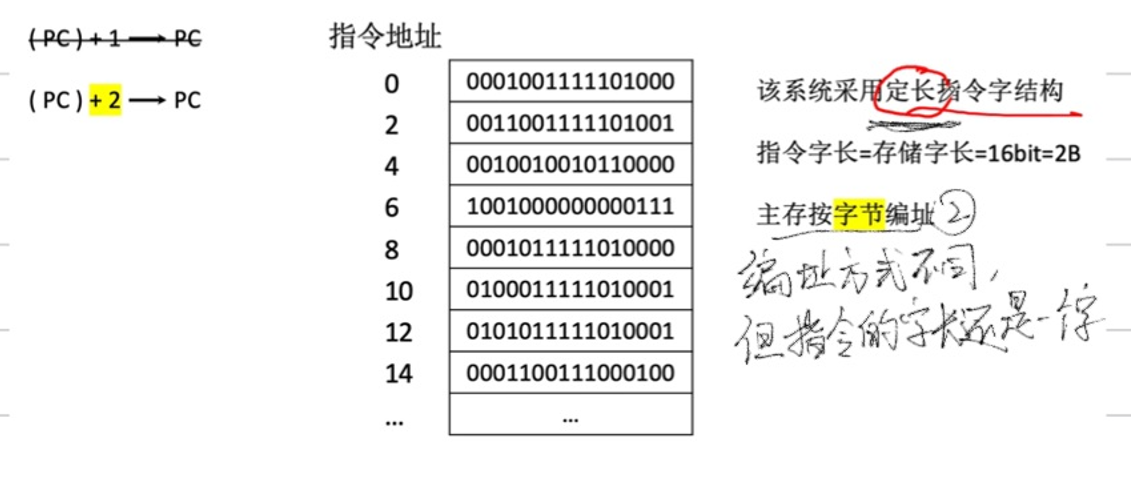 (PC) + 1 → PC
(PC) + 2 → PC
指令地址
0 0001001111101000
2 0011001111101001
4 0010010010110000
6 1001000000000111
8 0001011111010000
10 0100011111010001
12 0101011111010001
14 0001100111000100
... ...
该系统采用定长指令字结构
指令字长=存储字长=16bit=2B
主存按字节编址②
编址方式不同，
但指令的字长还是一字